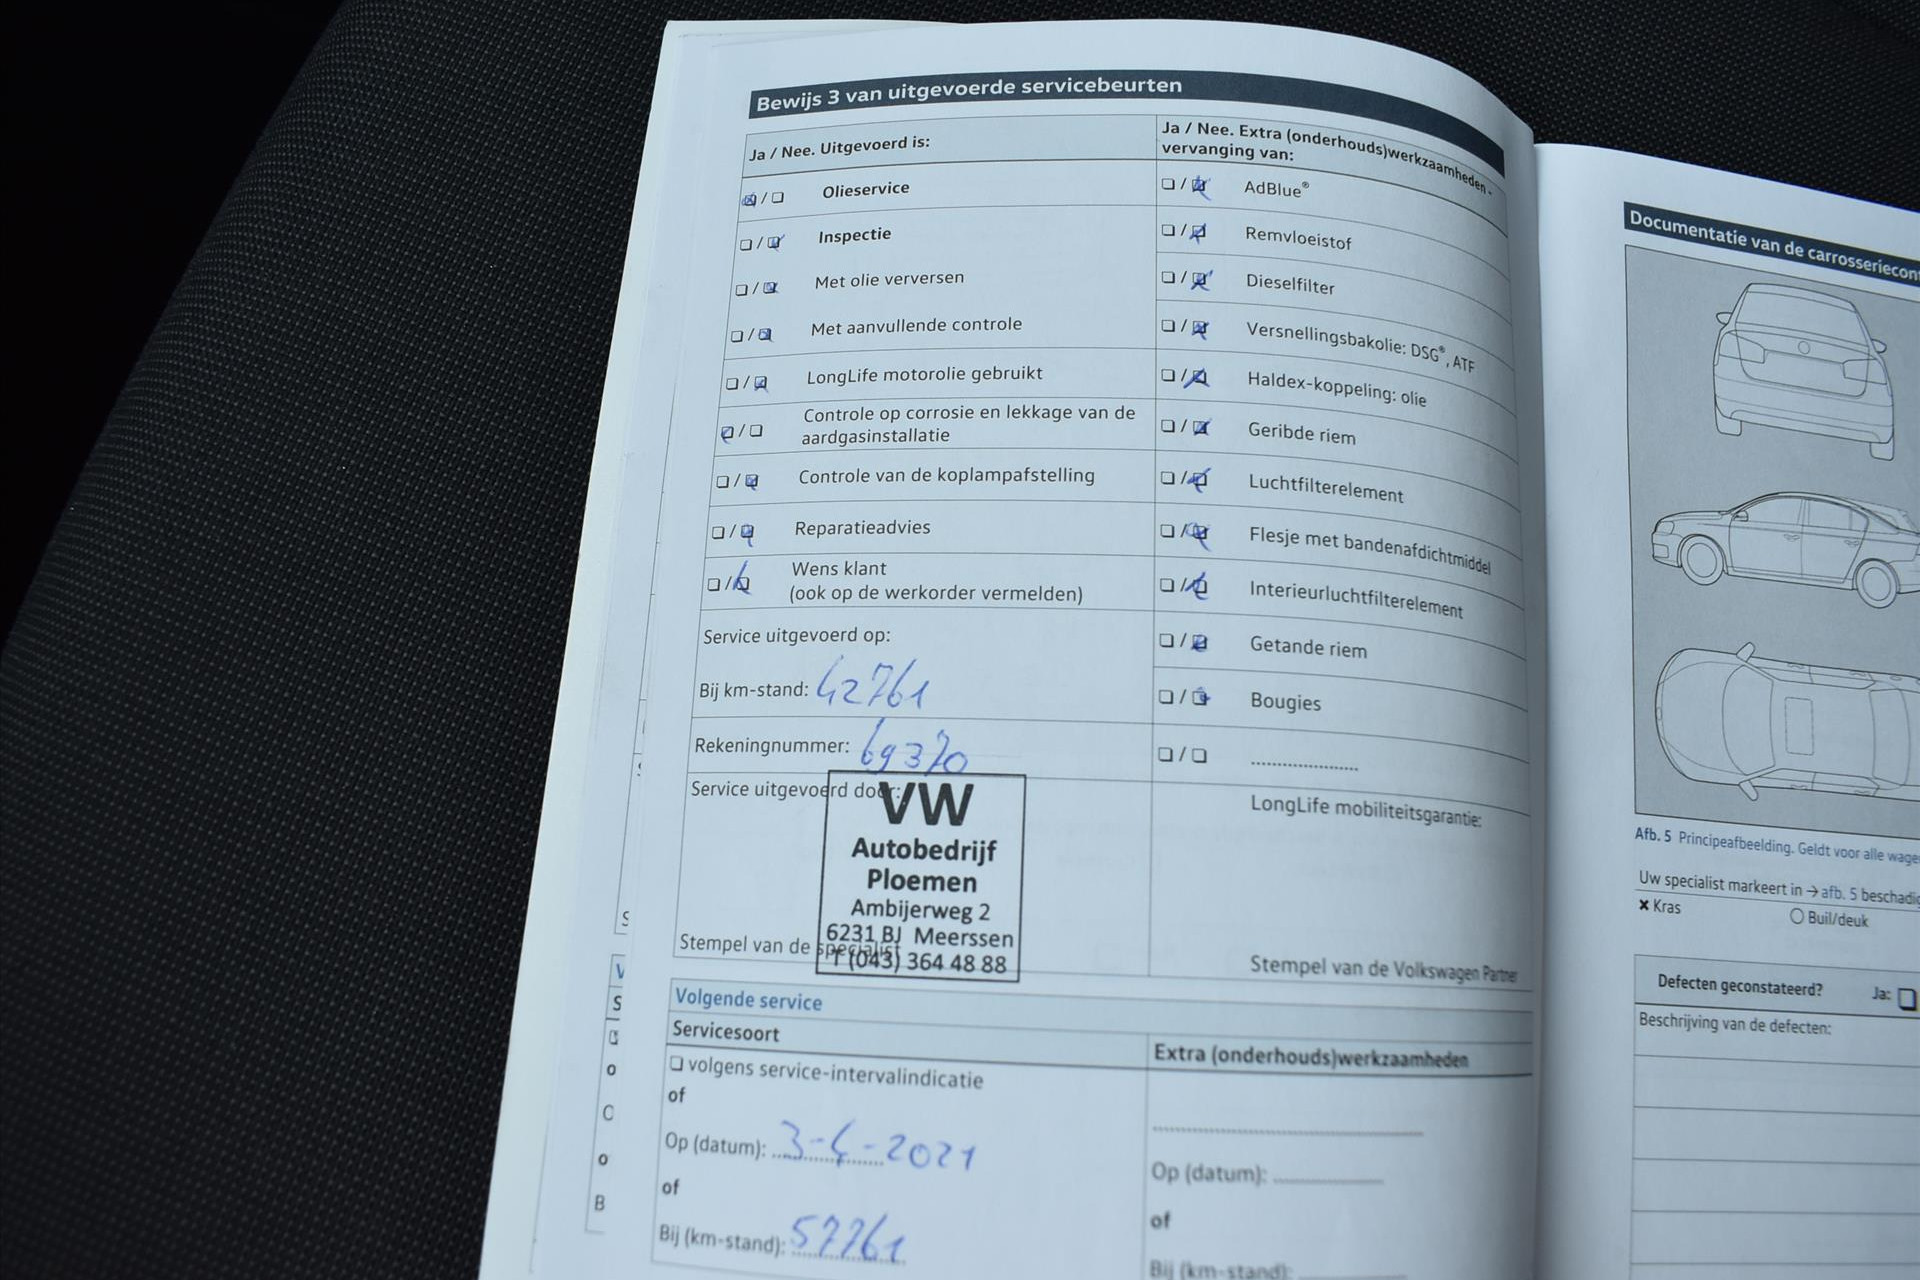 Bewijs 3 van uitgevoerde servicebeurten
Ja / Nee. Uitgevoerd is:
Olieservice
Inspectie
Met olie verversen
Met aanvullende controle
LongLife motorolie gebruikt
Controle op corrosie en lekkage van de
aardgasinstallatie
Controle van de koplampafstelling
Reparatieadvies
Wens klant
(ook op de werkorder vermelden)
Service uitgevoerd op:
Bij km-stand: 42761
Rekeningnummer: 69370
Service uitgevoerd door:
VW
Autobedrijf
Ploemen
Ambijerweg 2
6231 BJ Meerssen
T (043) 364 48 88
Stempel van de specialist
Ja / Nee. Extra (onderhouds)werkzaamheden -
vervanging van:
AdBlue®
Remvloeistof
Dieselfilter
Versnellingsbakolie: DSG®, ATF
Haldex-koppeling: olie
Geribde riem
Luchtfilterelement
Flesje met bandenafdichtmiddel
Interieurluchtfilterelement
Getande riem
Bougies
LongLife mobiliteitsgarantie:
Stempel van de Volkswagen Partner
Volgende service
Servicesoort
volgens service-intervalindicatie
of
Op (datum): 3-4-2021
of
Bij (km-stand): 57761
Extra (onderhouds)werkzaamheden
Op (datum):
of
Bij (km-stand):
Documentatie van de
Afb. 5 Principeafbeelding. Geldt voor alle
Uw specialist markeert in → afb. 5
× Kras
Buil/deuk
Defecten geconstateerd? Ja:
Beschrijving van de defecten: